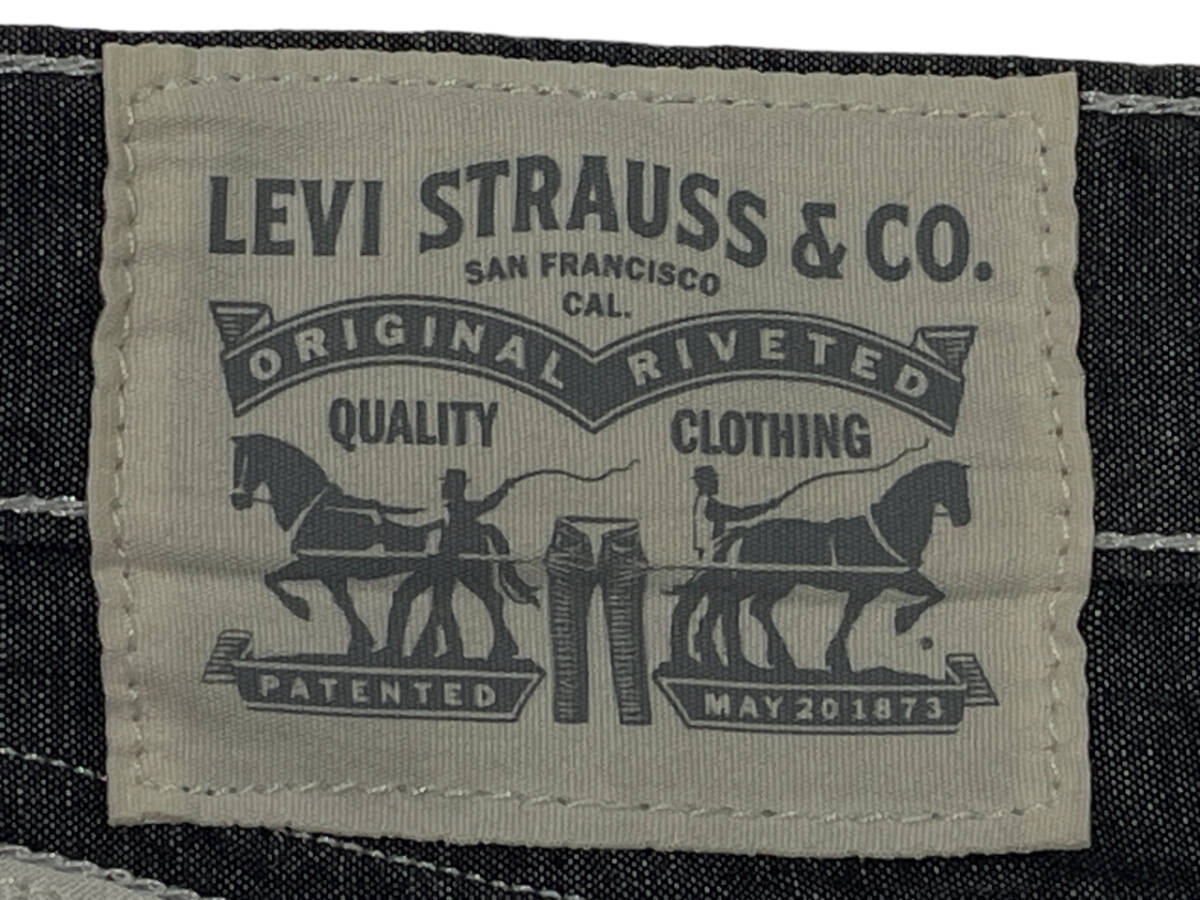 LEVI STRAUSS & CO.
SAN FRANCISCO
CAL.
ORIGINAL RIVETED
QUALITY CLOTHING
PATENTED MAY 20 1873